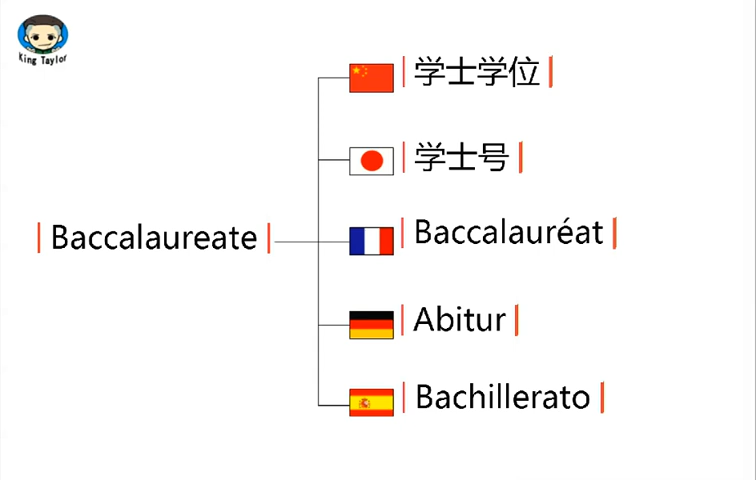 King Taylor
学士学位
学士号
Baccalaureate
Baccalauréat
Abitur
Bachillerato